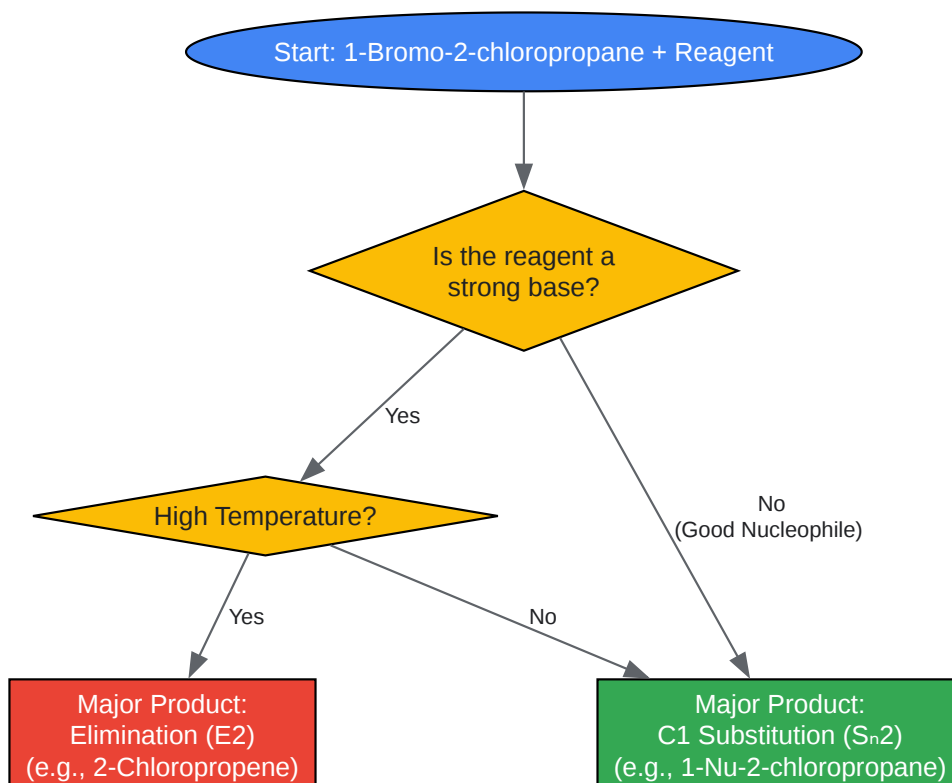 Start: 1-Bromo-2-chloropropane + Reagent
Is the reagent a
strong base?
Yes
High Temperature?
No
(Good Nucleophile)
Yes
No
Major Product:
Elimination (E2)
(e.g., 2-Chloropropene)
Major Product:
C1 Substitution (Sₙ2)
(e.g., 1-Nu-2-chloropropane)